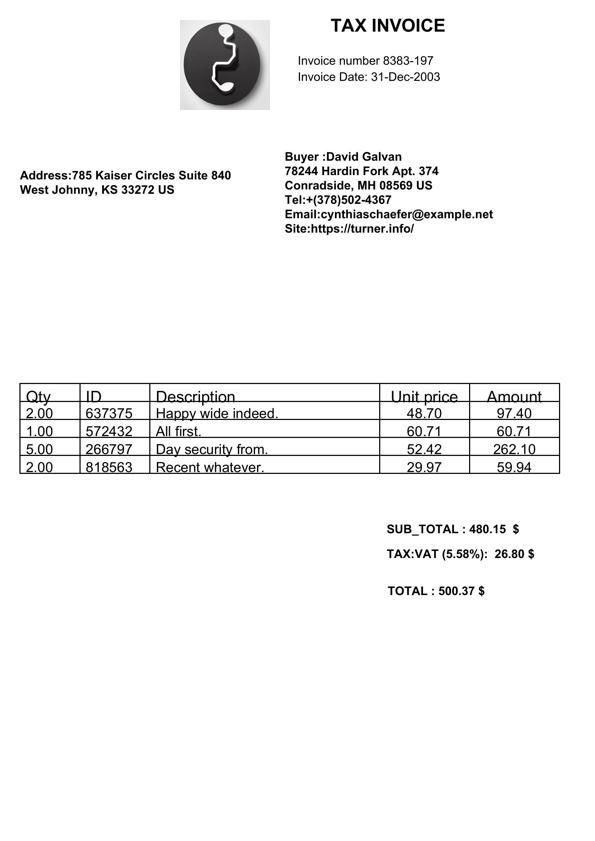 TAX INVOICE
Invoice number 8383-197
Invoice Date: 31-Dec-2003
Address:785 Kaiser Circles Suite 840
West Johnny, KS 33272 US
Buyer :David Galvan
78244 Hardin Fork Apt. 374
Conradside, MH 08569 US
Tel:+(378)502-4367
Email:cynthiaschaefer@example.net
Site:https://turner.info/
Qty ID Description Unit price Amount
2.00 637375 Happy wide indeed. 48.70 97.40
1.00 572432 All first. 60.71 60.71
5.00 266797 Day security from. 52.42 262.10
2.00 818563 Recent whatever. 29.97 59.94
SUB_TOTAL : 480.15 $
TAX:VAT (5.58%): 26.80 $
TOTAL : 500.37 $